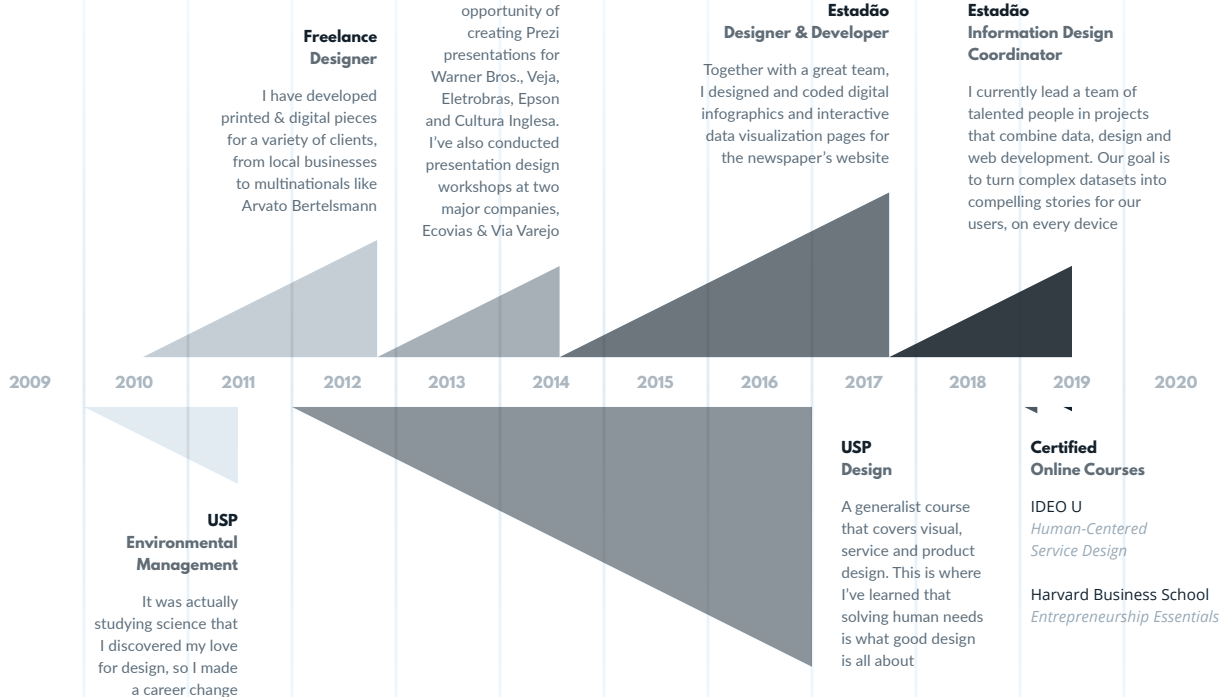 Freelance
Designer
I have developed
printed & digital pieces
for a variety of clients,
from local businesses
to multinationals like
Arvato Bertelsmann
opportunity of
creating Prezi
presentations for
Warner Bros., Veja,
Eletrobras, Epson
and Cultura Inglesa.
I've also conducted
presentation design
workshops at two
major companies,
Ecovias & Via Varejo
Estadão
Designer & Developer
Together with a great team,
I designed and coded digital
infographics and interactive
data visualization pages for
the newspaper's website
Estadão
Information Design
Coordinator
I currently lead a team of
talented people in projects
that combine data, design and
web development. Our goal is
to turn complex datasets into
compelling stories for our
users, on every device
2009 2010 2011 2012 2013 2014 2015 2016 2017 2018 2019 2020
USP
Environmental
Management
It was actually
studying science that
I discovered my love
for design, so I made
a career change
USP
Design
A generalist course
that covers visual,
service and product
design. This is where
I've learned that
solving human needs
is what good design
is all about
Certified
Online Courses
IDEO U
Human-Centered
Service Design
Harvard Business School
Entrepreneurship Essentials